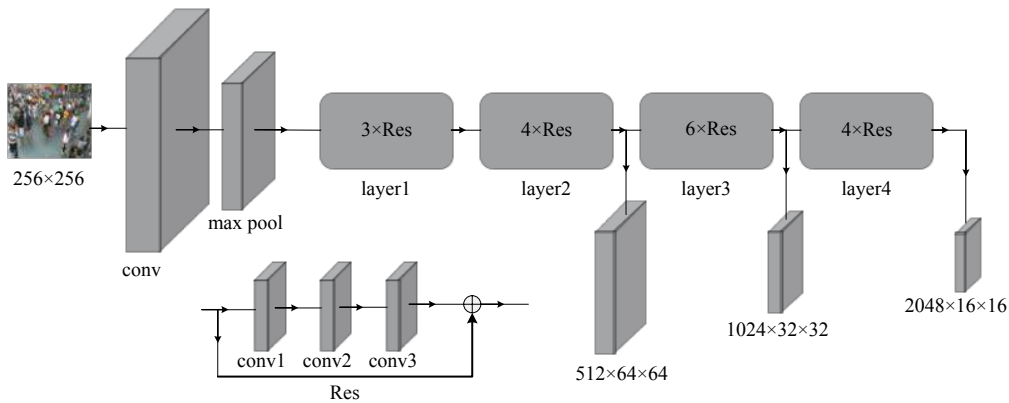 3×Res
4×Res
6×Res
4×Res
256×256
layer1
layer2
layer3
layer4
max pool
conv
2048×16×16
1024×32×32
conv1
conv2
conv3
512×64×64
Res